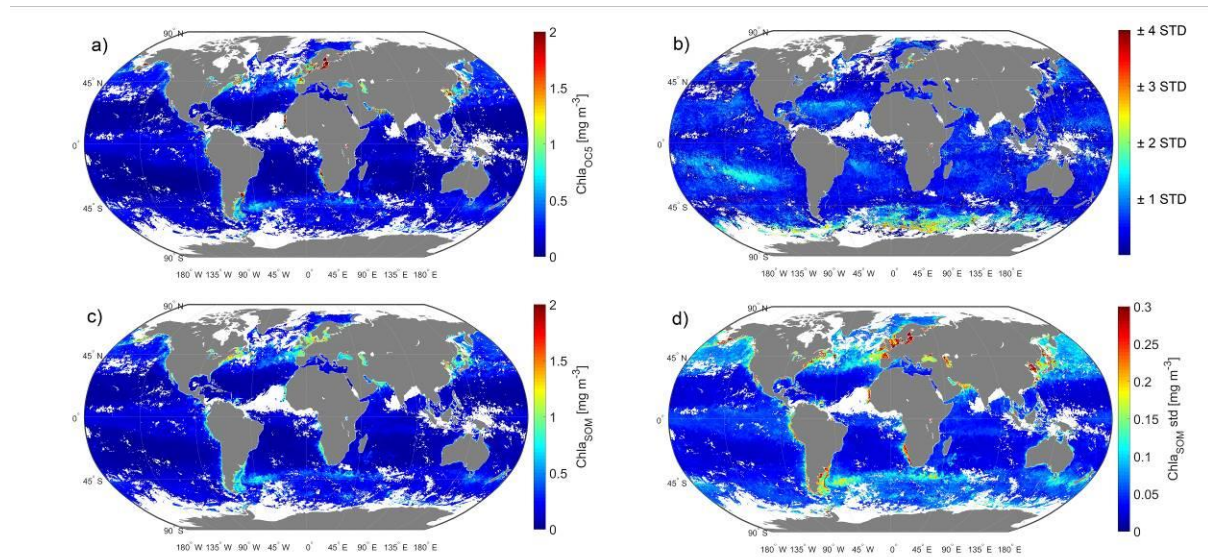 a)
90° N
45° N
0°
45° S
90° S
180° W 135° W 90° W 45° W 0° 45° E 90° E 135° E 180° E
2
1.5
1
0.5
0
Chla_OC5 [mg m⁻³]
b)
90° N
45° N
0°
45° S
90° S
180° W 135° W 90° W 45° W 0° 45° E 90° E 135° E 180° E
± 4 STD
± 3 STD
± 2 STD
± 1 STD
c)
90° N
45° N
0°
45° S
90° S
180° W 135° W 90° W 45° W 0° 45° E 90° E 135° E 180° E
2
1.5
1
0.5
0
Chla_SOM [mg m⁻³]
d)
90° N
45° N
0°
45° S
90° S
180° W 135° W 90° W 45° W 0° 45° E 90° E 135° E 180° E
0.3
0.25
0.2
0.15
0.1
0.05
0
Chla_SOM std [mg m⁻³]